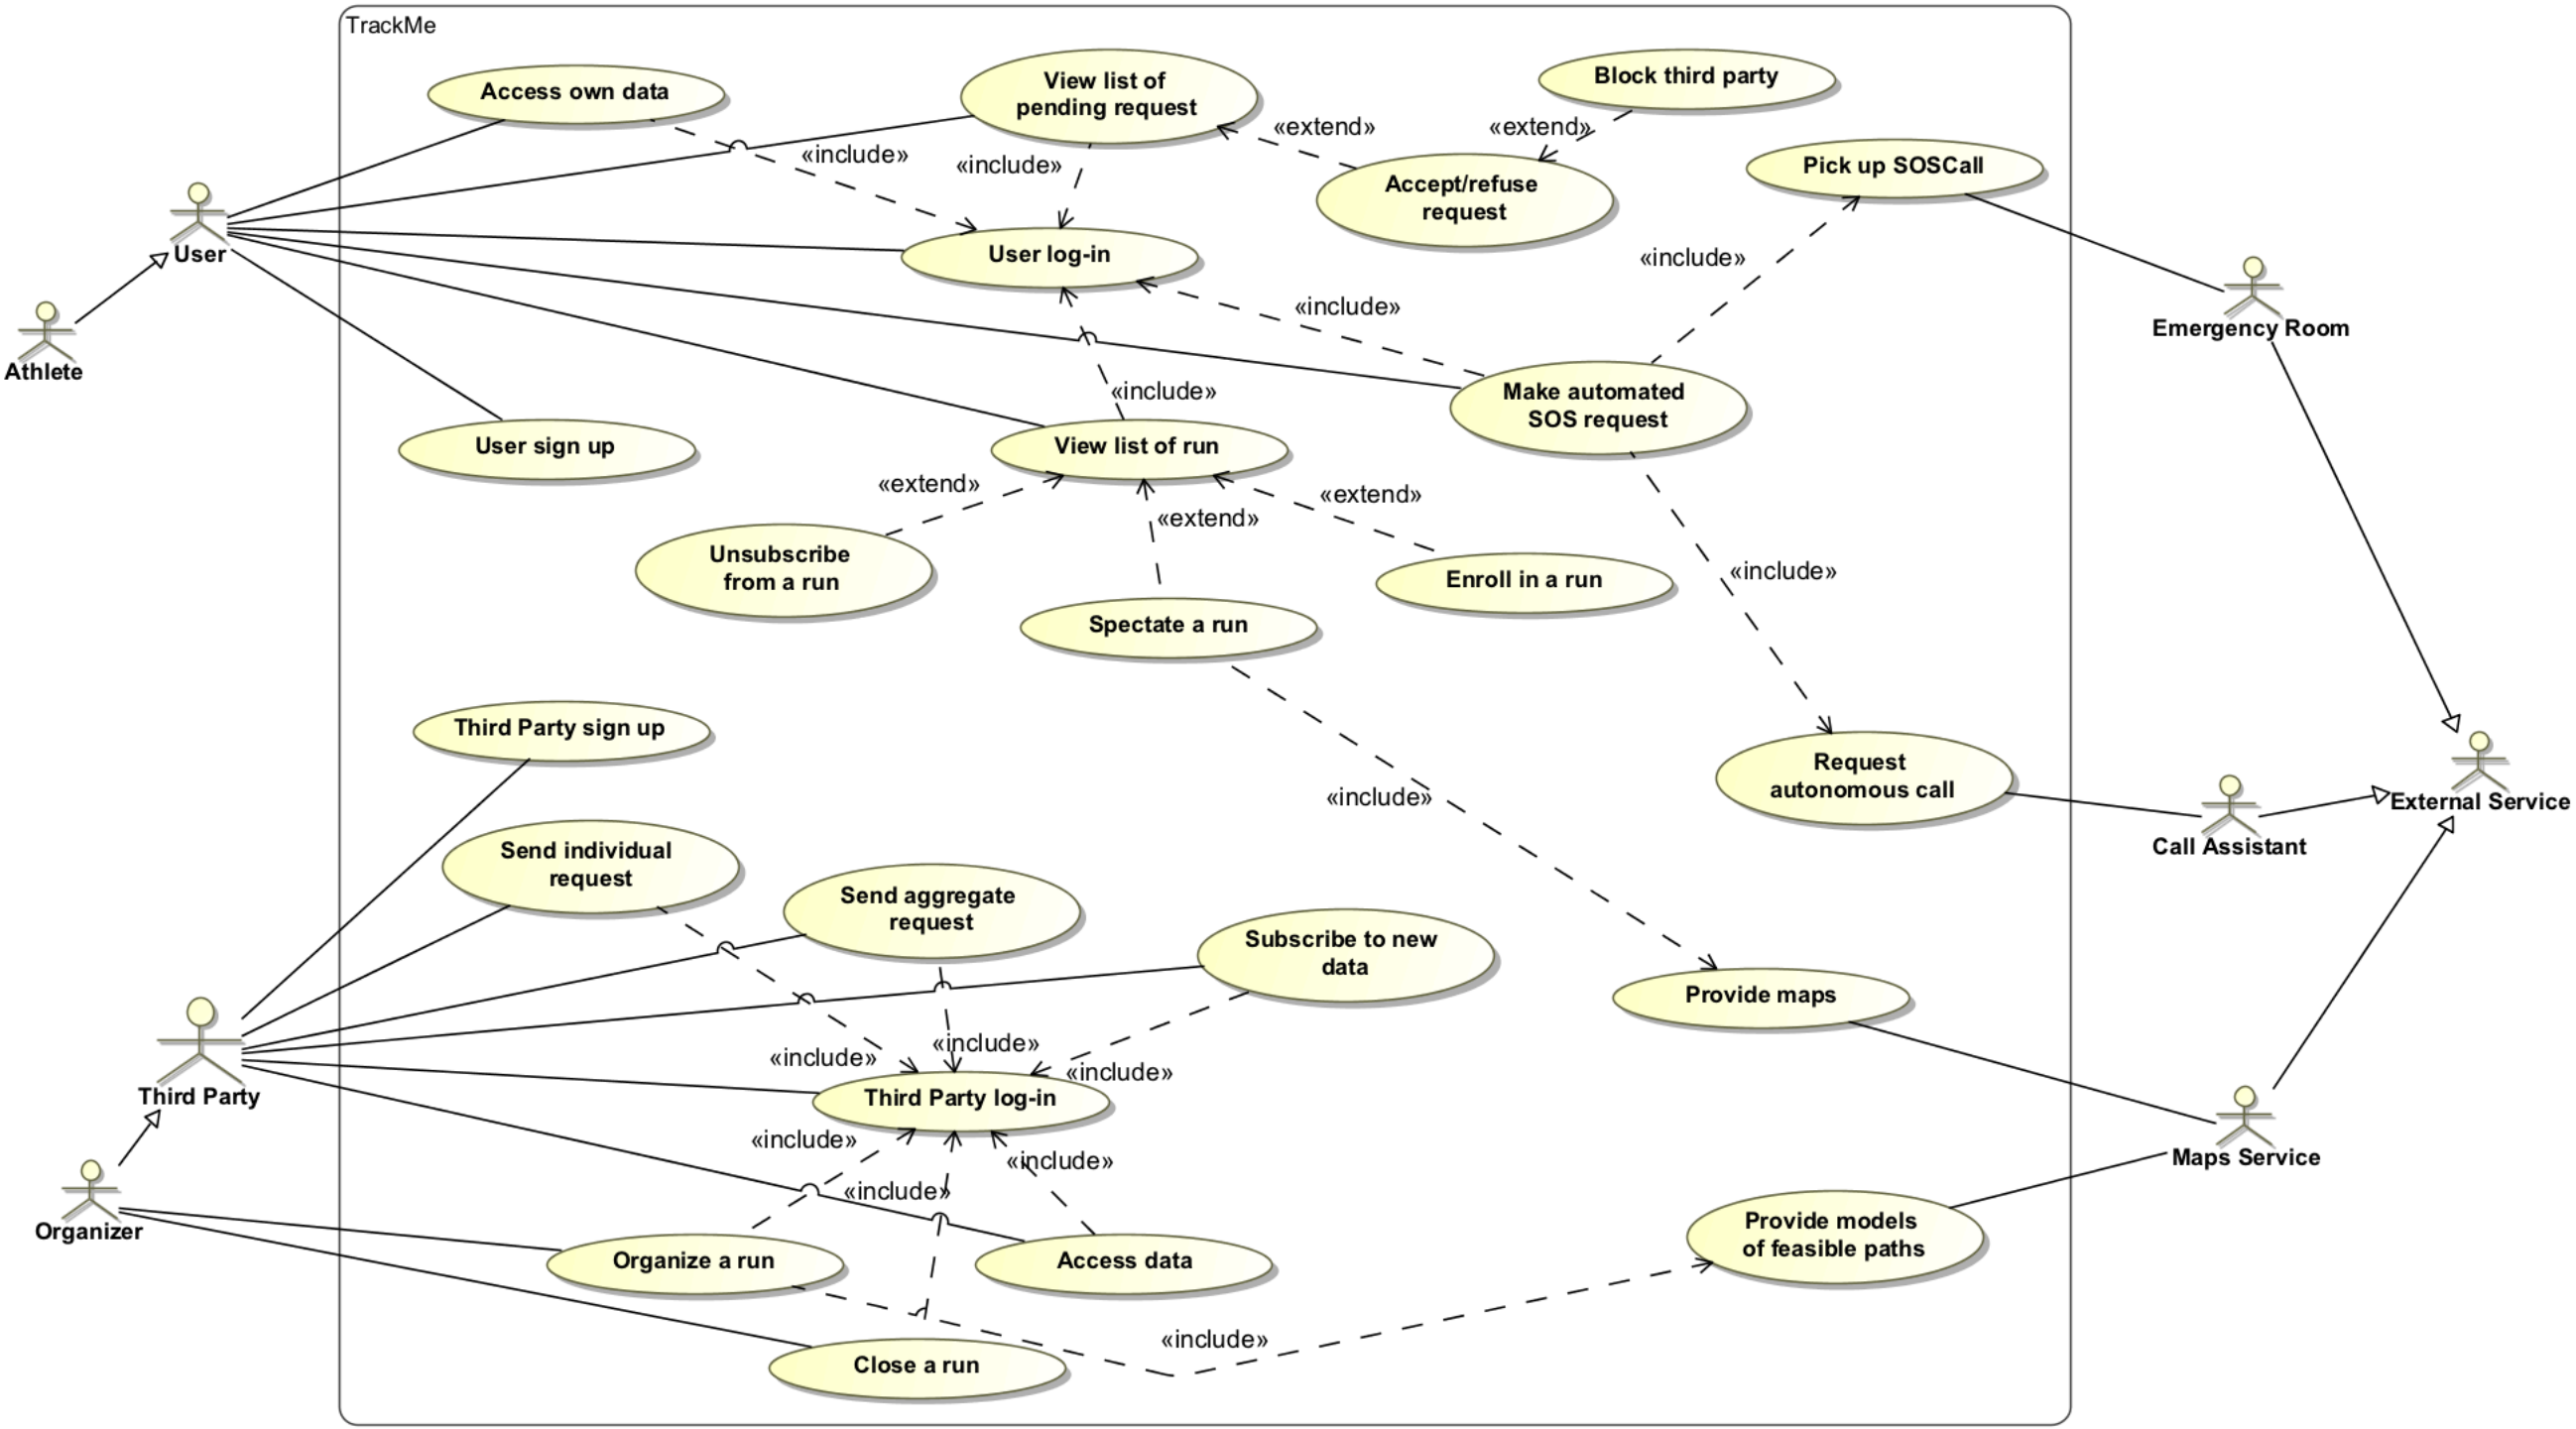 TrackMe
Access own data
View list of
pending request
Block third party
«extend»
«extend»
«include»
«include»
Accept/refuse
request
Pick up SOSCall
User
User log-in
«include»
Emergency Room
Athlete
«include»
«include»
Make automated
SOS request
User sign up
View list of run
«extend»
«extend»
«extend»
Unsubscribe
from a run
Enroll in a run
«include»
Spectate a run
Third Party sign up
Request
autonomous call
«include»
External Service
Call Assistant
Send individual
request
Send aggregate
request
Subscribe to new
data
Provide maps
«include»
«include»
«include»
Third Party
Third Party log-in
«include»
«include»
«include»
Maps Service
Organizer
Organize a run
Access data
Provide models
of feasible paths
«include»
Close a run